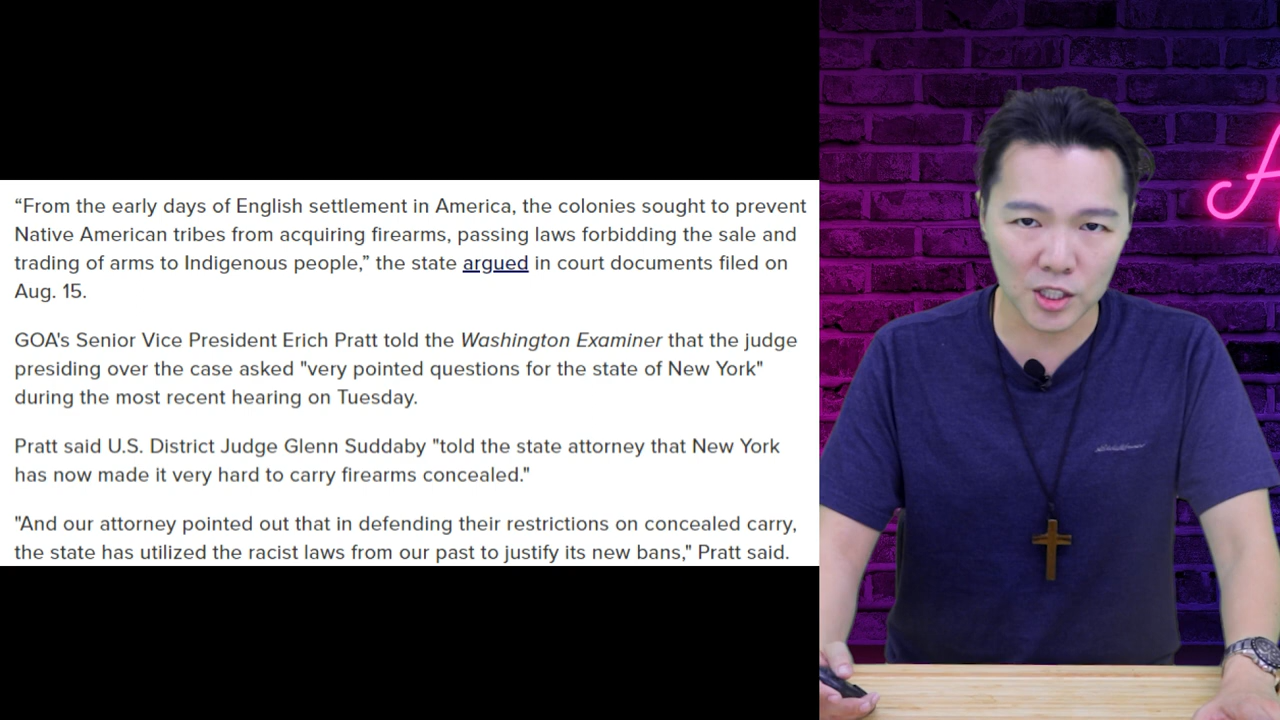 “From the early days of English settlement in America, the colonies sought to prevent
Native American tribes from acquiring firearms, passing laws forbidding the sale and
trading of arms to Indigenous people,” the state argued in court documents filed on
Aug. 15.
GOA's Senior Vice President Erich Pratt told the Washington Examiner that the judge
presiding over the case asked "very pointed questions for the state of New York"
during the most recent hearing on Tuesday.
Pratt said U.S. District Judge Glenn Suddaby "told the state attorney that New York
has now made it very hard to carry firearms concealed."
"And our attorney pointed out that in defending their restrictions on concealed carry,
the state has utilized the racist laws from our past to justify its new bans," Pratt said.